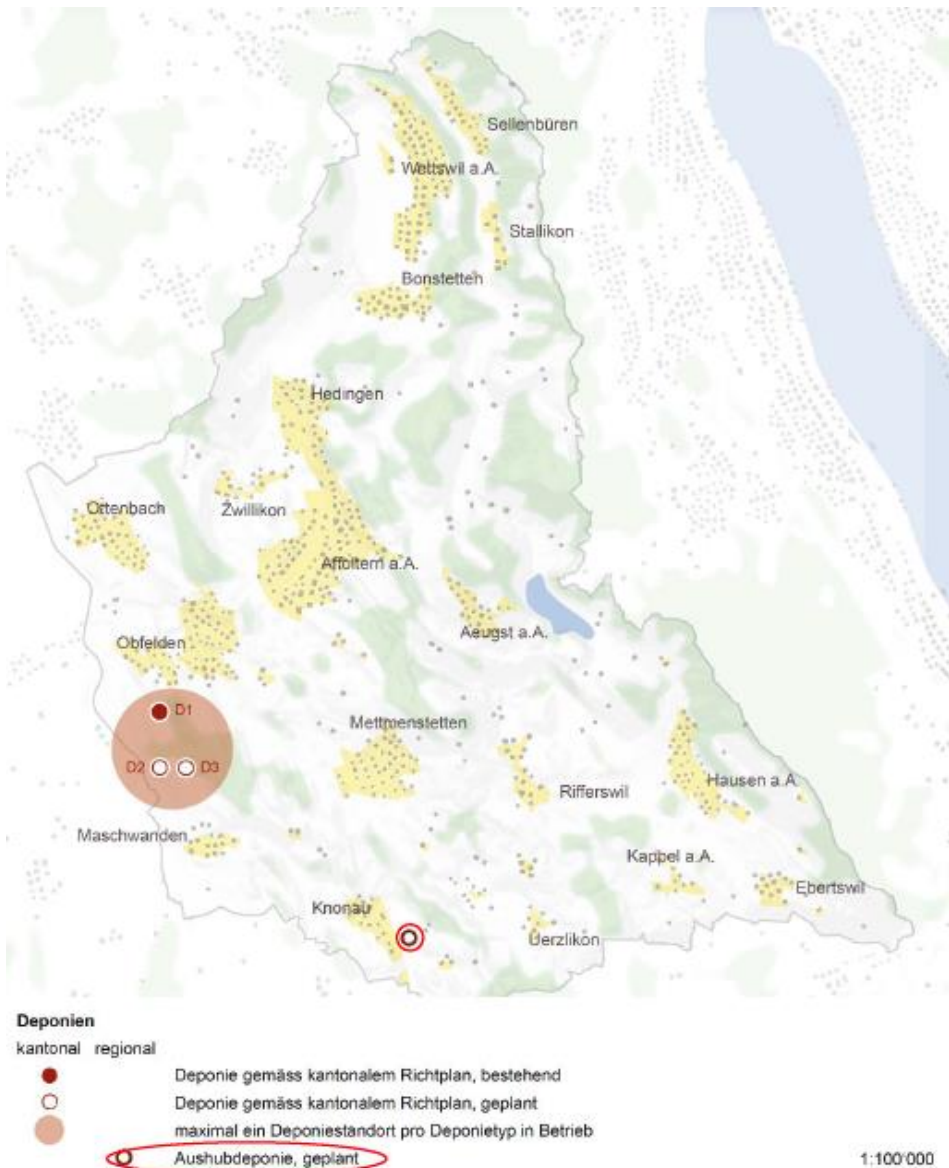 Sellenbüren
Wettswil a.A.
Stallikon
Bonstetten
Hedingen
Ottenbach
Zwillikon
Affoltern a.A.
Aeugst a.A.
Obfelden
D1
Mettmenstetten
D2 D3
Hausen a.A.
Rifferswil
Maschwanden
Kappel a.A.
Ebertswil
Knonau
Uerzlikon
Deponien
kantonal regional
Deponie gemäss kantonalem Richtplan, bestehend
Deponie gemäss kantonalem Richtplan, geplant
maximal ein Deponiestandort pro Deponietyp in Betrieb
Aushubdeponie, geplant 1:100'000